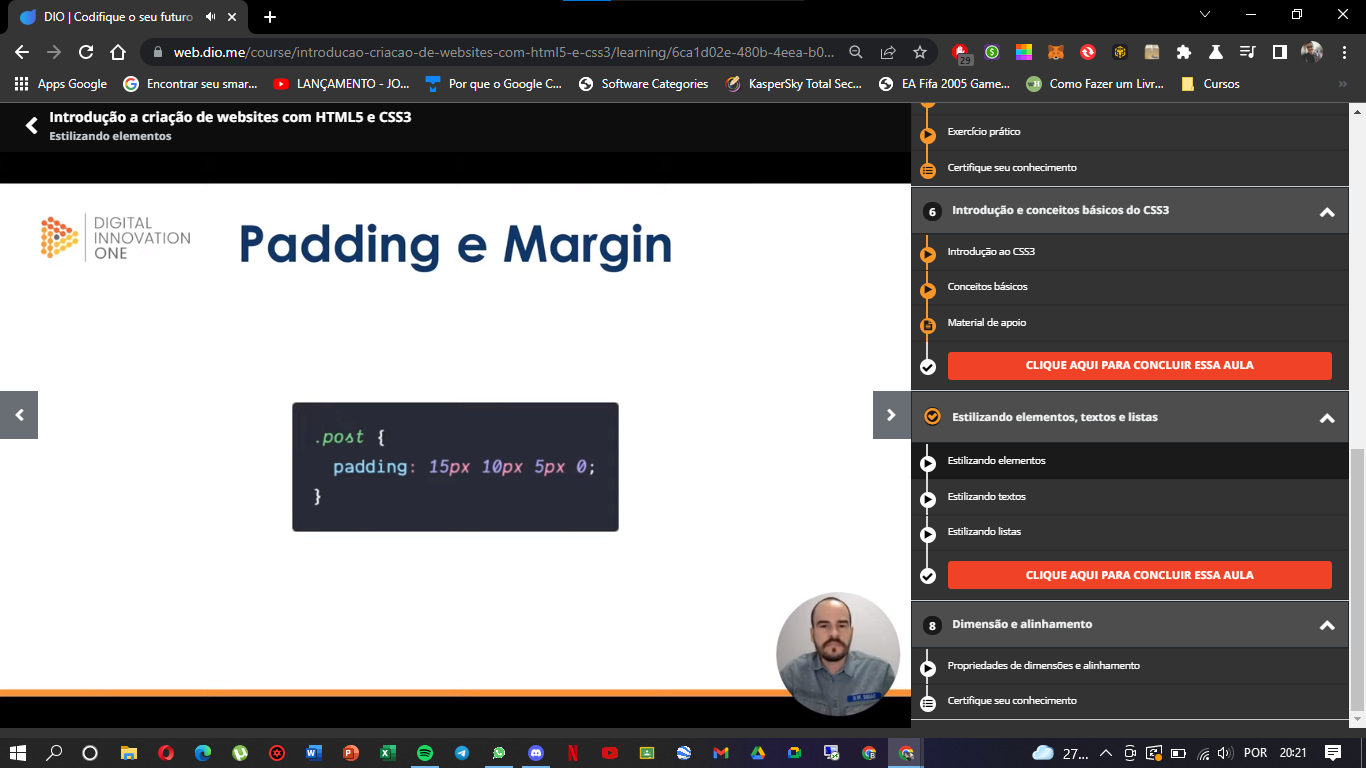 DIO | Codifique o seu futuro
web.dio.me/course/introducao-criacao-de-websites-com-html5-e-css3/learning/6ca1d02e-480b-4eea-b0...
29
Apps Google
Encontrar seu smar...
LANÇAMENTO - JO...
Por que o Google C...
Software Categories
KasperSky Total Sec...
EA Fifa 2005 Game...
Como Fazer um Livr...
Cursos
Introdução a criação de websites com HTML5 e CSS3
Estilizando elementos
DIGITAL
INNOVATION
ONE
Padding e Margin
.post {
padding: 15px 10px 5px 0;
}
Exercício prático
Certifique seu conhecimento
6 Introdução e conceitos básicos do CSS3
Introdução ao CSS3
Conceitos básicos
Material de apoio
CLIQUE AQUI PARA CONCLUIR ESSA AULA
Estilizando elementos, textos e listas
Estilizando elementos
Estilizando textos
Estilizando listas
CLIQUE AQUI PARA CONCLUIR ESSA AULA
8 Dimensão e alinhamento
Propriedades de dimensões e alinhamento
Certifique seu conhecimento
27...
POR
20:21